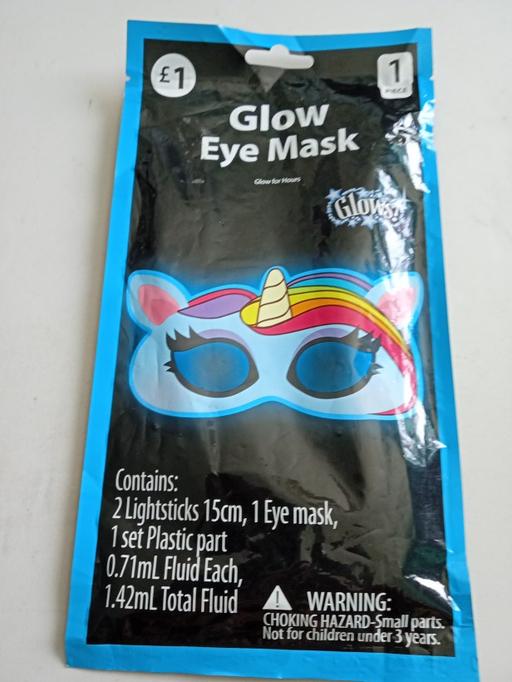 £1
1
PIECE
Glow
Eye Mask
Glow for Hours
Glows!
Contains:
2 Lightsticks 15cm, 1 Eye mask,
1 set Plastic part
0.71mL Fluid Each,
1.42mL Total Fluid
WARNING:
CHOKING HAZARD-Small parts.
Not for children under 3 years.